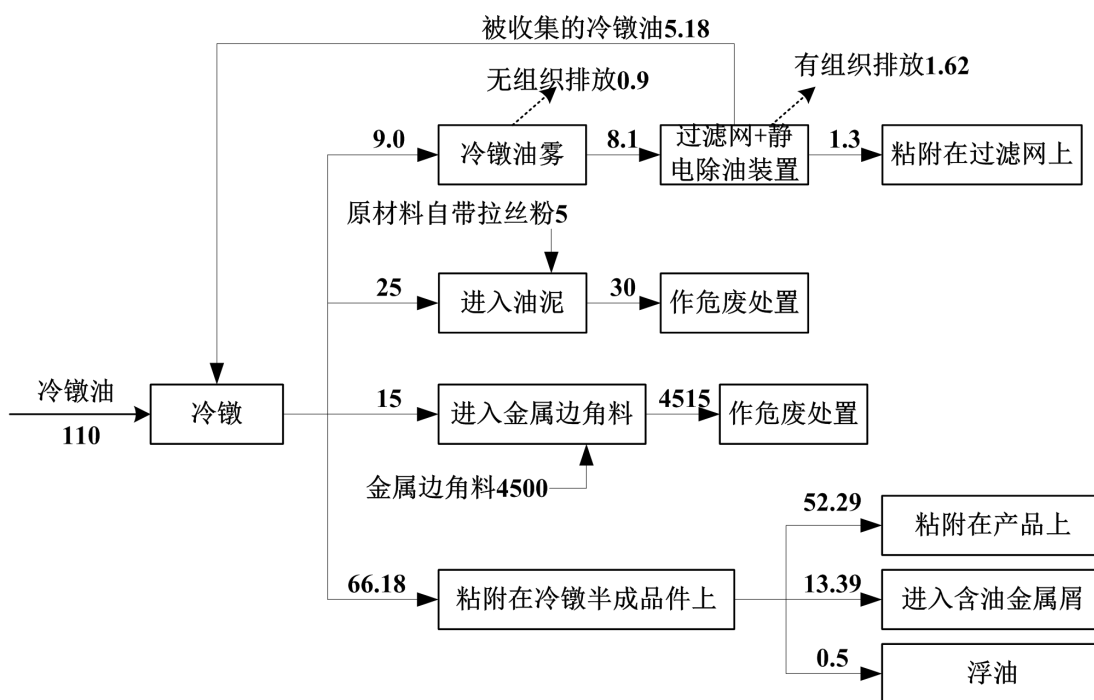 被收集的冷镦油5.18
无组织排放0.9
有组织排放1.62
9.0
冷镦油雾
8.1
过滤网+静
电除油装置
1.3
粘附在过滤网上
原材料自带拉丝粉5
25
进入油泥
30
作危废处置
冷镦油
110
冷镦
15
进入金属边角料
4515
作危废处置
金属边角料4500
66.18
粘附在冷镦半成品件上
52.29
粘附在产品上
13.39
进入含油金属屑
0.5
浮油